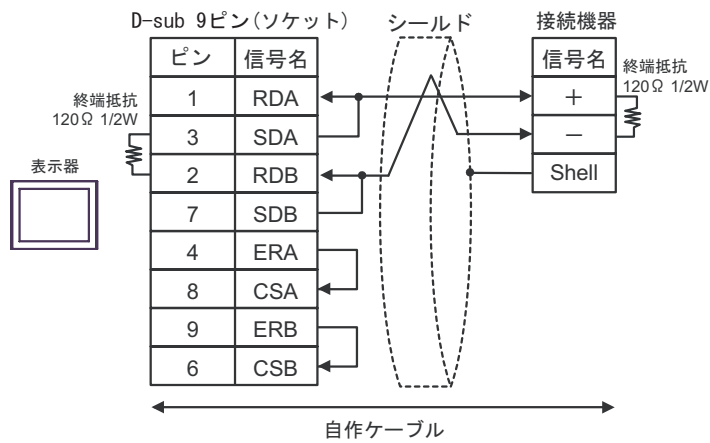 D-sub 9ピン(ソケット)
シールド
接続機器
ピン 信号名
信号名
終端抵抗
120Ω 1/2W
終端抵抗
120Ω 1/2W
1 RDA
+
3 SDA
−
表示器
2 RDB
Shell
7 SDB
4 ERA
8 CSA
9 ERB
6 CSB
自作ケーブル